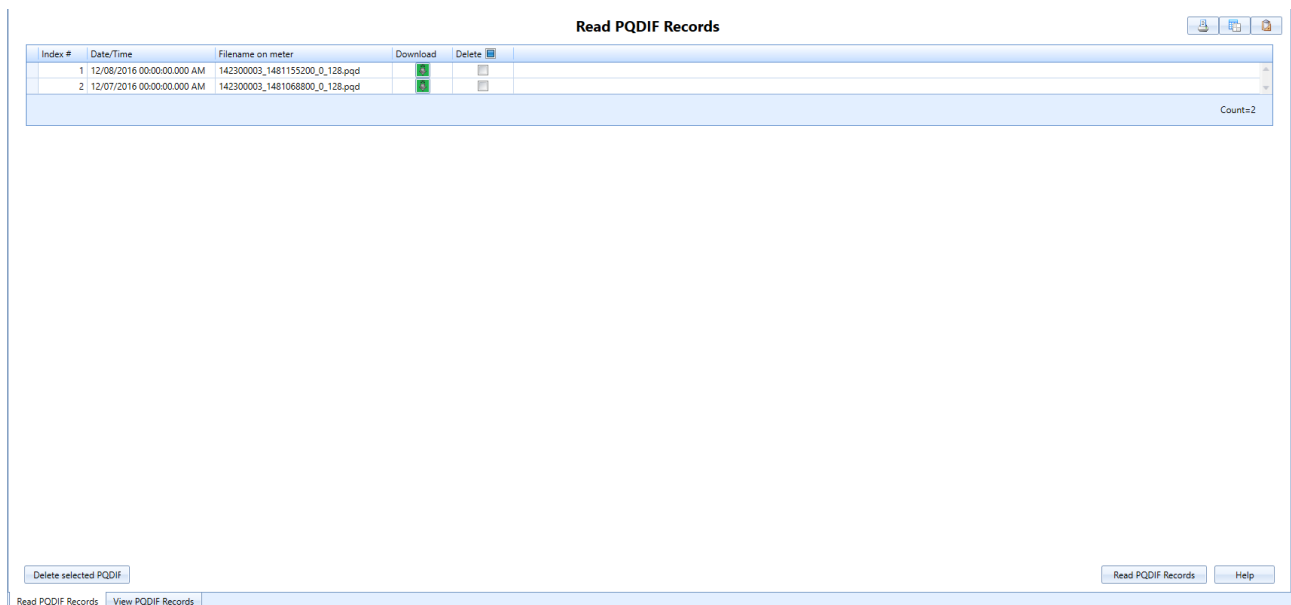 Read PQDIF Records
Index # Date/Time Filename on meter Download Delete
1 12/08/2016 00:00:00.000 AM 142300003_1481155200_0_128.pqd
2 12/07/2016 00:00:00.000 AM 142300003_1481068800_0_128.pqd
Count=2
Delete selected PQDIF Read PQDIF Records Help
Read PQDIF Records View PQDIF Records